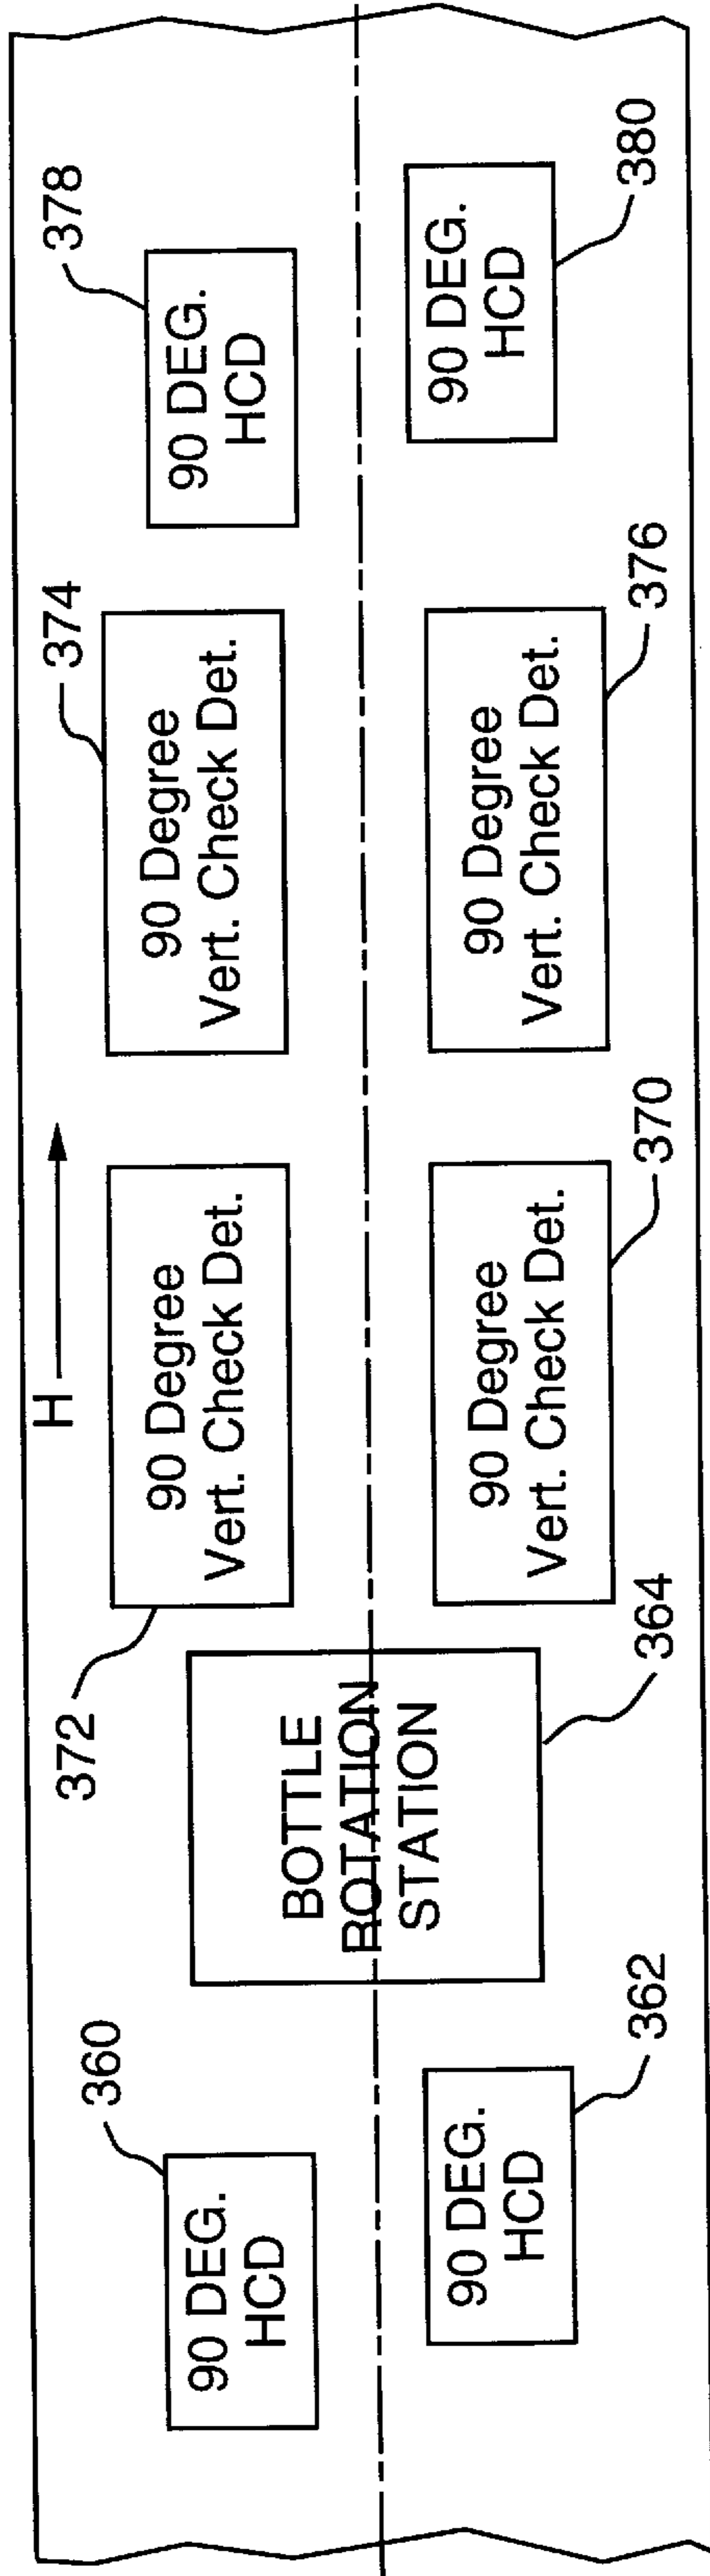 H
360
90 DEG.
HCD
362
90 DEG.
HCD
364
BOTTLE
ROTATION
STATION
372
90 Degree
Vert. Check Det.
370
90 Degree
Vert. Check Det.
374
90 Degree
Vert. Check Det.
376
90 Degree
Vert. Check Det.
378
90 DEG.
HCD
380
90 DEG.
HCD